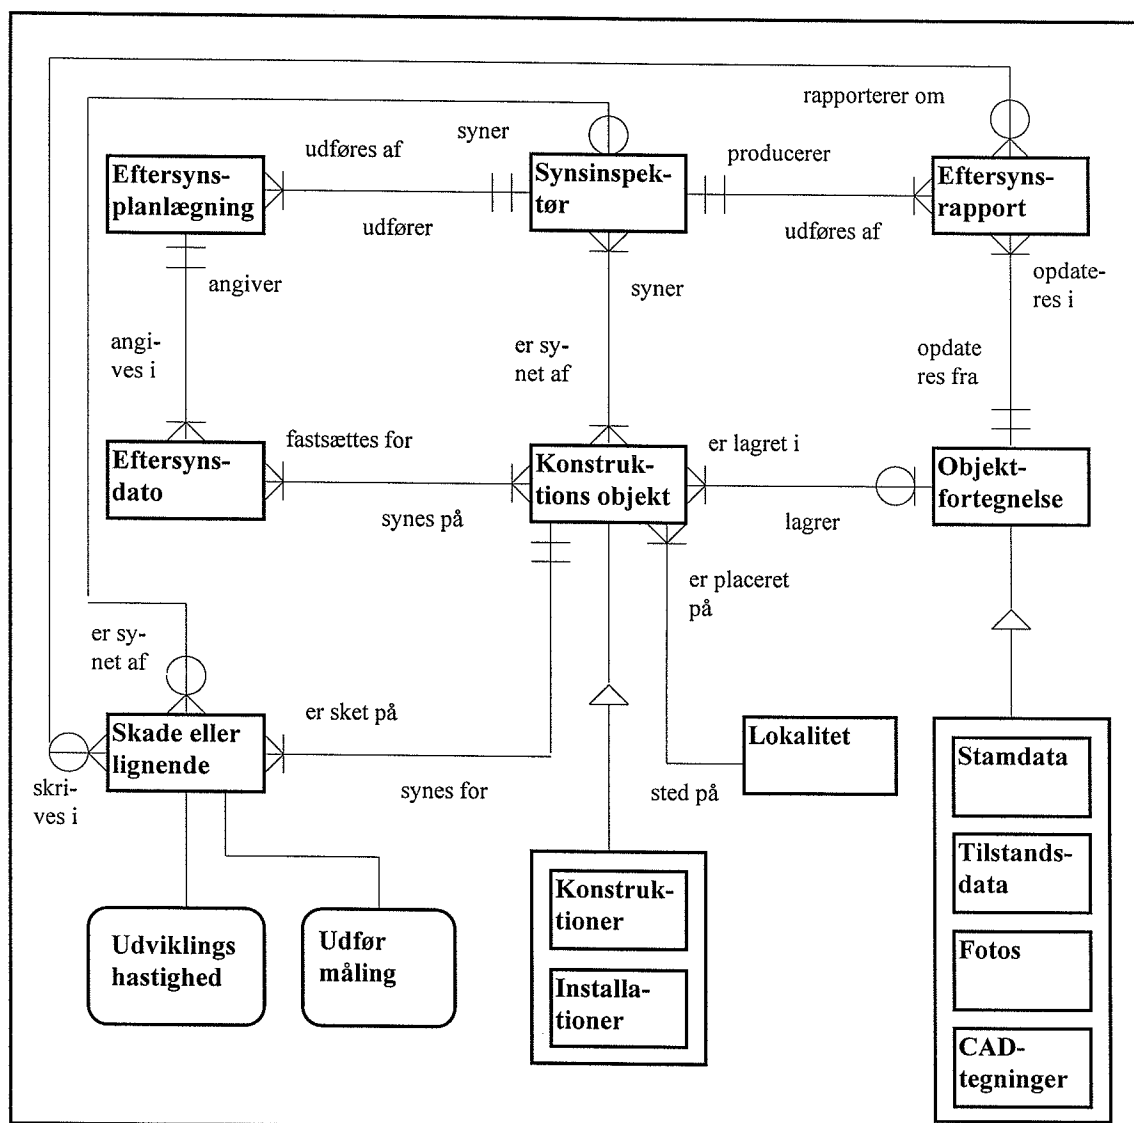 rapporterer om
syner
udføres af
producerer
Eftersyns-
planlægning
Synsinspek-
tør
Eftersyns-
rapport
udfører
udføres af
angiver
syner
opdate-
res i
angi-
ves i
er sy-
net af
opdate
res fra
fastsættes for
er lagret i
Eftersyns-
dato
Konstruk-
tions objekt
Objekt-
fortegnelse
synes på
lagrer
er placeret
på
er sy-
net af
er sket på
Skade eller
lignende
Lokalitet
Stamdata
skri-
ves i
synes for
sted på
Tilstands-
data
Konstruk-
tioner
Udviklings
hastighed
Udfør
måling
Fotos
Installa-
tioner
CAD-
tegninger